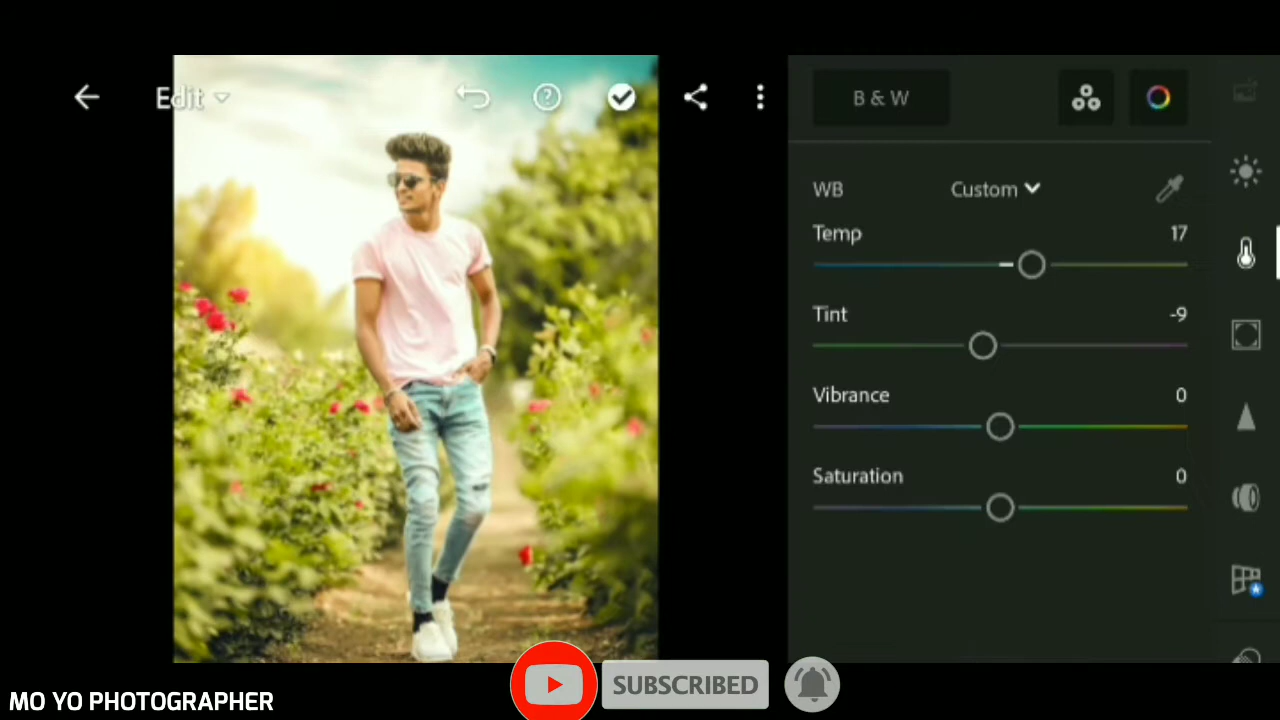 Edit
B & W
WB Custom
Temp 17
Tint -9
Vibrance 0
Saturation 0
SUBSCRIBED
MO YO PHOTOGRAPHER